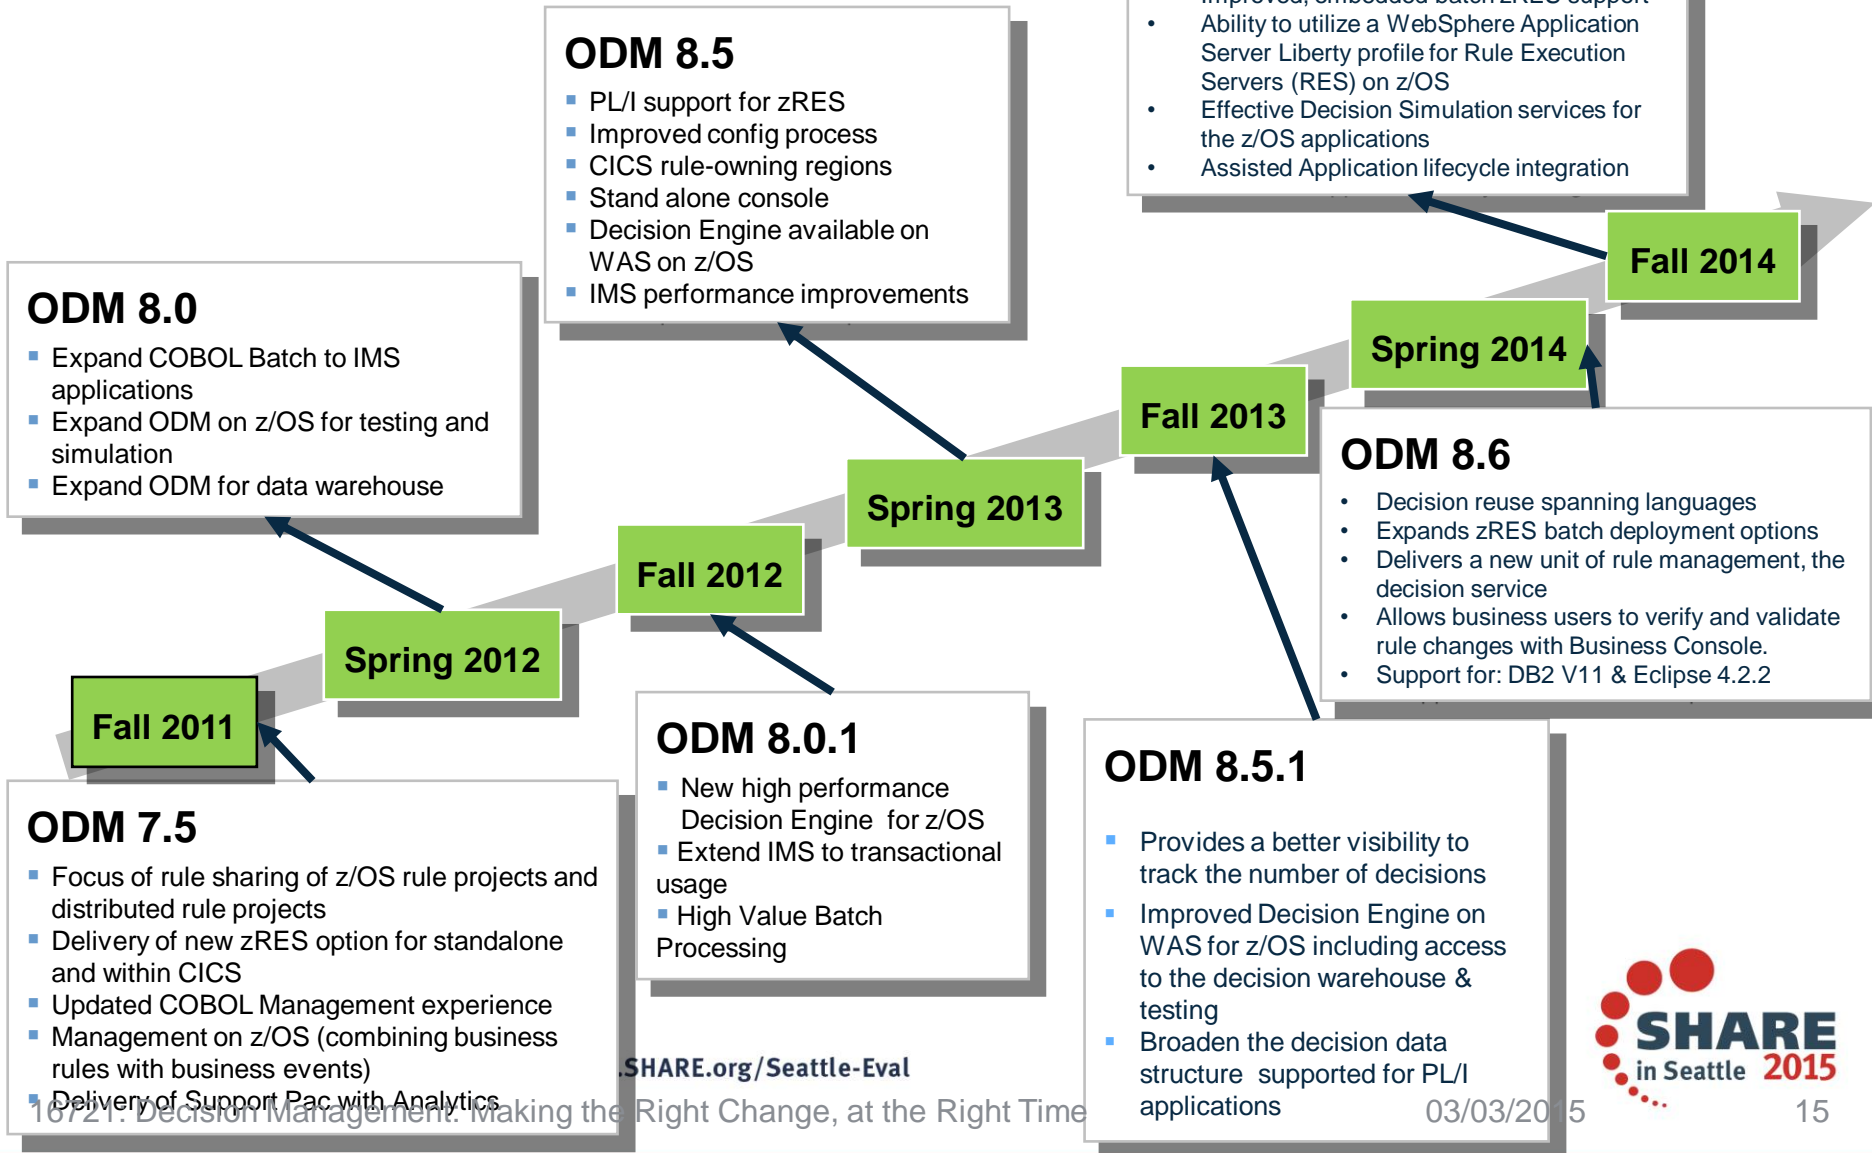 Improved, embedded batch zRES support
• Ability to utilize a WebSphere Application
Server Liberty profile for Rule Execution
Servers (RES) on z/OS
• Effective Decision Simulation services for
the z/OS applications
• Assisted Application lifecycle integration
ODM 8.5
▪ PL/I support for zRES
▪ Improved config process
▪ CICS rule-owning regions
▪ Stand alone console
▪ Decision Engine available on
WAS on z/OS
▪ IMS performance improvements
Fall 2014
ODM 8.0
▪ Expand COBOL Batch to IMS
applications
▪ Expand ODM on z/OS for testing and
simulation
▪ Expand ODM for data warehouse
Spring 2014
Fall 2013
Spring 2013
Fall 2012
Spring 2012
Fall 2011
ODM 8.6
• Decision reuse spanning languages
• Expands zRES batch deployment options
• Delivers a new unit of rule management, the
decision service
• Allows business users to verify and validate
rule changes with Business Console.
• Support for: DB2 V11 & Eclipse 4.2.2
ODM 7.5
▪ Focus of rule sharing of z/OS rule projects and
distributed rule projects
▪ Delivery of new zRES option for standalone
and within CICS
▪ Updated COBOL Management experience
▪ Management on z/OS (combining business
rules with business events)
▪ Delivery of Support Pac with Analytics
ODM 8.0.1
▪ New high performance
Decision Engine for z/OS
▪ Extend IMS to transactional
usage
▪ High Value Batch
Processing
ODM 8.5.1
▪ Provides a better visibility to
track the number of decisions
▪ Improved Decision Engine on
WAS for z/OS including access
to the decision warehouse &
testing
▪ Broaden the decision data
structure supported for PL/I
applications
.SHARE.org/Seattle-Eval
SHARE
in Seattle 2015
16721: Decision Management: Making the Right Change, at the Right Time
03/03/2015
15